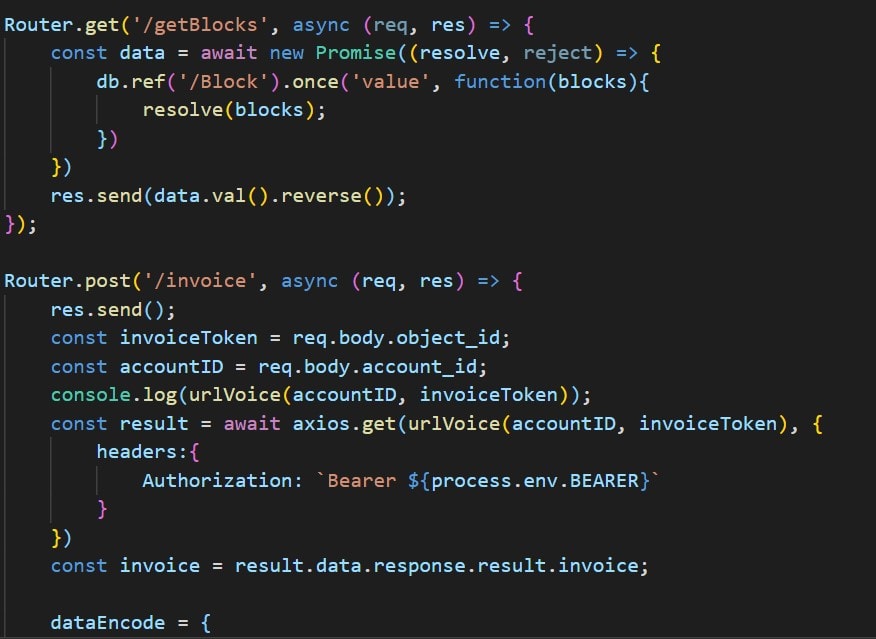 Router.get('/getBlocks', async (req, res) => {
    const data = await new Promise((resolve, reject) => {
        db.ref('/Block').once('value', function(blocks){
            resolve(blocks);
        })
    })
    res.send(data.val().reverse());
});

Router.post('/invoice', async (req, res) => {
    res.send();
    const invoiceToken = req.body.object_id;
    const accountID = req.body.account_id;
    console.log(urlVoice(accountID, invoiceToken));
    const result = await axios.get(urlVoice(accountID, invoiceToken), {
        headers:{
            Authorization: `Bearer ${process.env.BEARER}`
        }
    })
    const invoice = result.data.response.result.invoice;

    dataEncode = {